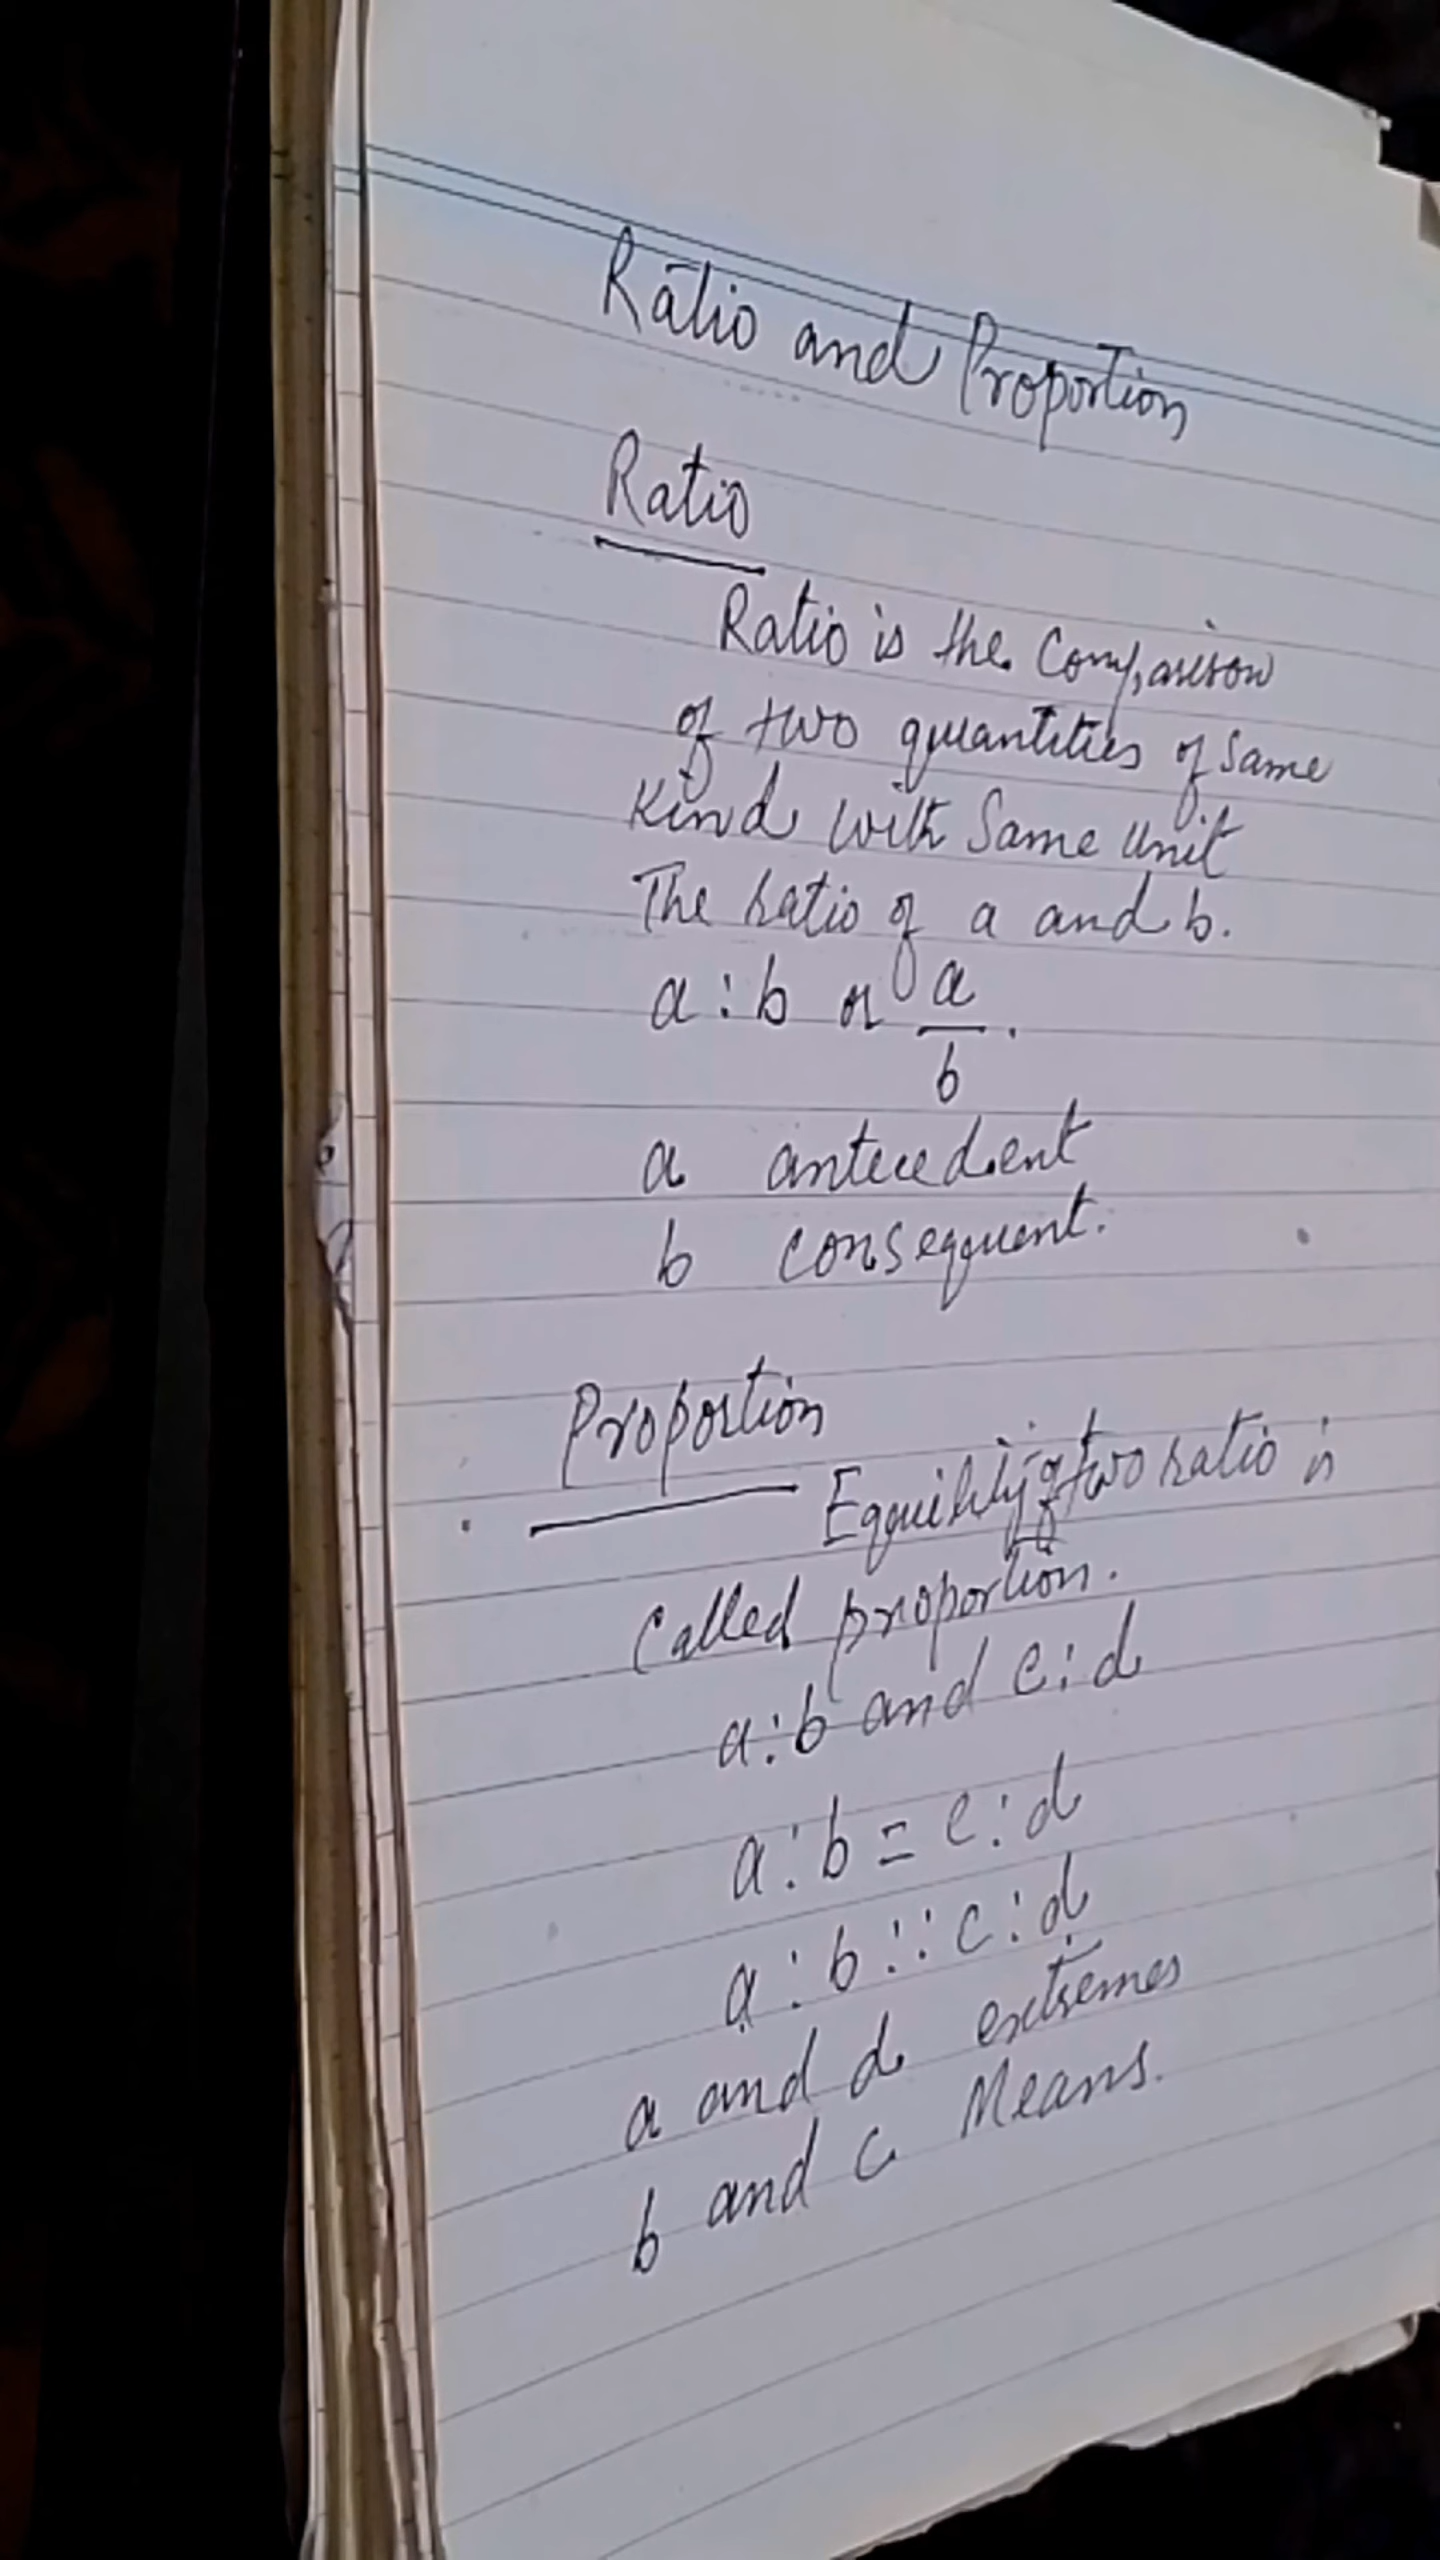 Ratio and Proportion
Ratio
Ratio is the Comparison
of two quantities of same
Kind with Same unit
The ratio of a and b.
a : b or a/b.
a antecedent
b consequent.
Proportion
Equility of two ratio is
Called proportion.
a : b and c : d
a : b = c : d
a : b :: c : d
a and d extremes
b and c Means.